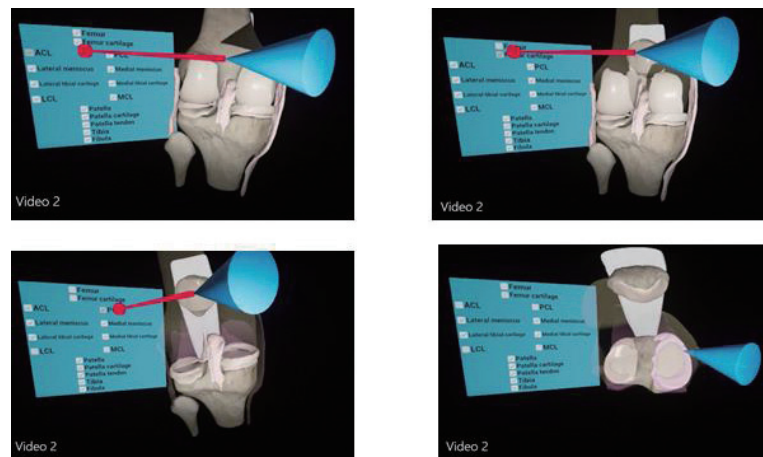 Femur
Femur cartilage
ACL PCL
Lateral meniscus Medial meniscus
Lateral tibial cartilage Medial tibial cartilage
LCL MCL
Patella
Patella cartilage
Patella tendon
Tibia
Fibula
Video 2
cartilage
ACL PCL
Lateral meniscus Medial meniscus
Lateral tibial cartilage Medial tibial cartilage
LCL MCL
Patella
Patella cartilage
Patella tendon
Tibia
Fibula
Video 2
Femur
Femur cartilage
ACL
Lateral meniscus Medial meniscus
Lateral tibial cartilage Medial tibial cartilage
LCL MCL
Patella
Patella cartilage
Patella tendon
Tibia
Fibula
Video 2
Femur
Femur cartilage
ACL PCL
Lateral meniscus Medial meniscus
Lateral tibial cartilage Medial tibial cartilage
LCL MCL
Patella
Patella cartilage
Patella tendon
Tibia
Fibula
Video 2